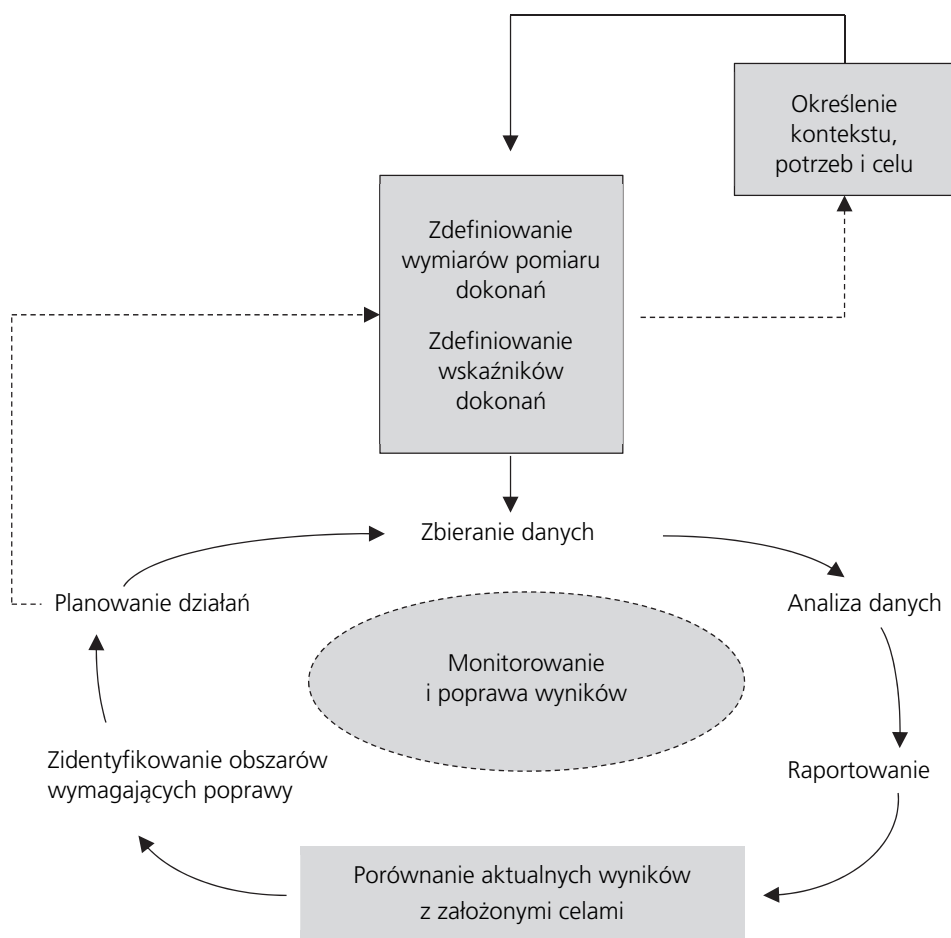 Określenie
kontekstu,
potrzeb i celu
Zdefiniowanie
wymiarów pomiaru
dokonań
Zdefiniowanie
wskaźników
dokonań
Zbieranie danych
Planowanie działań
Analiza danych
Monitorowanie
i poprawa wyników
Zidentyfikowanie obszarów
wymagających poprawy
Raportowanie
Porównanie aktualnych wyników
z założonymi celami